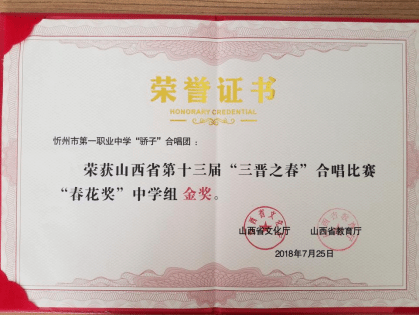 荣誉证书
HONORARY CREDENTIAL
忻州市第一职业中学“骄子”合唱团：
荣获山西省第十三届“三晋之春”合唱比赛
“春花奖”中学组 金奖。
山西省文化厅 山西省教育厅
2018年7月25日